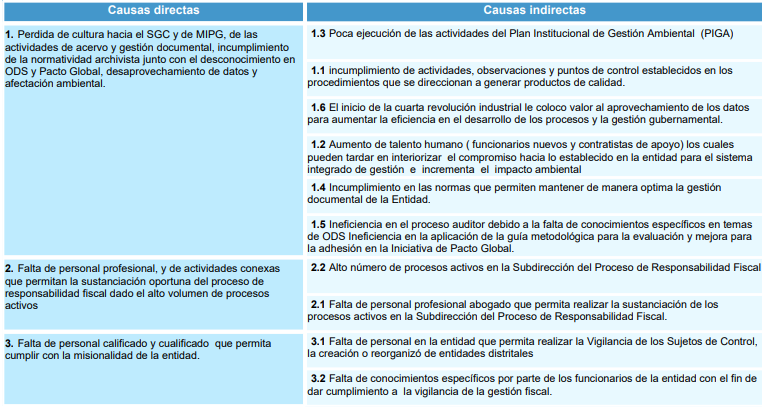 Causas directas
Causas indirectas
1. Perdida de cultura hacia el SGC y de MIPG, de las
actividades de acervo y gestión documental, incumplimiento
de la normatividad archivista junto con el desconocimiento en
ODS y Pacto Global, desaprovechamiento de datos y
afectación ambiental.
1.3 Poca ejecución de las actividades del Plan Institucional de Gestión Ambiental (PIGA)
1.1 incumplimiento de actividades, observaciones y puntos de control establecidos en los
procedimientos que se direccionan a generar productos de calidad.
1.6 El inicio de la cuarta revolución industrial le coloco valor al aprovechamiento de los datos
para aumentar la eficiencia en el desarrollo de los procesos y la gestión gubernamental.
1.2 Aumento de talento humano ( funcionarios nuevos y contratistas de apoyo) los cuales
pueden tardar en interiorizar el compromiso hacia lo establecido en la entidad para el sistema
integrado de gestión e incrementa el impacto ambiental
1.4 Incumplimiento en las normas que permiten mantener de manera optima la gestión
documental de la Entidad.
1.5 Ineficiencia en el proceso auditor debido a la falta de conocimientos específicos en temas
de ODS Ineficiencia en la aplicación de la guía metodológica para la evaluación y mejora para
la adhesión en la Iniciativa de Pacto Global.
2. Falta de personal profesional, y de actividades conexas
que permitan la sustanciación oportuna del proceso de
responsabilidad fiscal dado el alto volumen de procesos
activos
2.2 Alto número de procesos activos en la Subdirección del Proceso de Responsabilidad Fiscal
2.1 Falta de personal profesional abogado que permita realizar la sustanciación de los
procesos activos en la Subdirección del Proceso de Responsabilidad Fiscal.
3. Falta de personal calificado y cualificado que permita
cumplir con la misionalidad de la entidad.
3.1 Falta de personal en la entidad que permita realizar la Vigilancia de los Sujetos de Control,
la creación o reorganizó de entidades distritales
3.2 Falta de conocimientos específicos por parte de los funcionarios de la entidad con el fin de
dar cumplimiento a la vigilancia de la gestión fiscal.